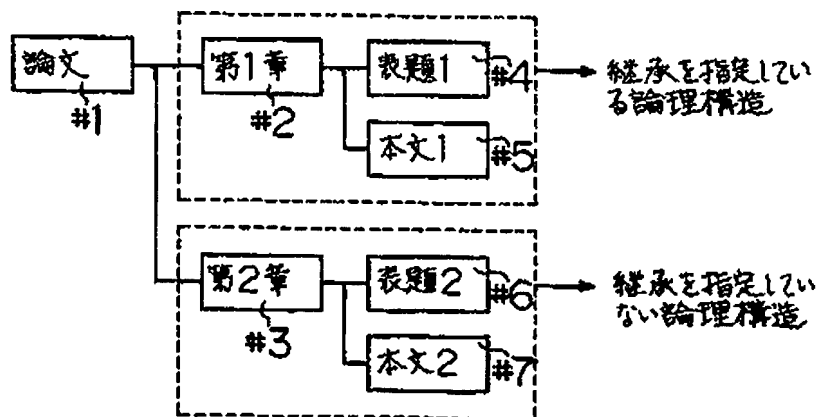 論文
#1
第1章
#2
表題1
#4
本文1
#5
継承を指定してい
る論理構造
第2章
#3
表題2
#6
本文2
#7
継承を指定してい
ない論理構造